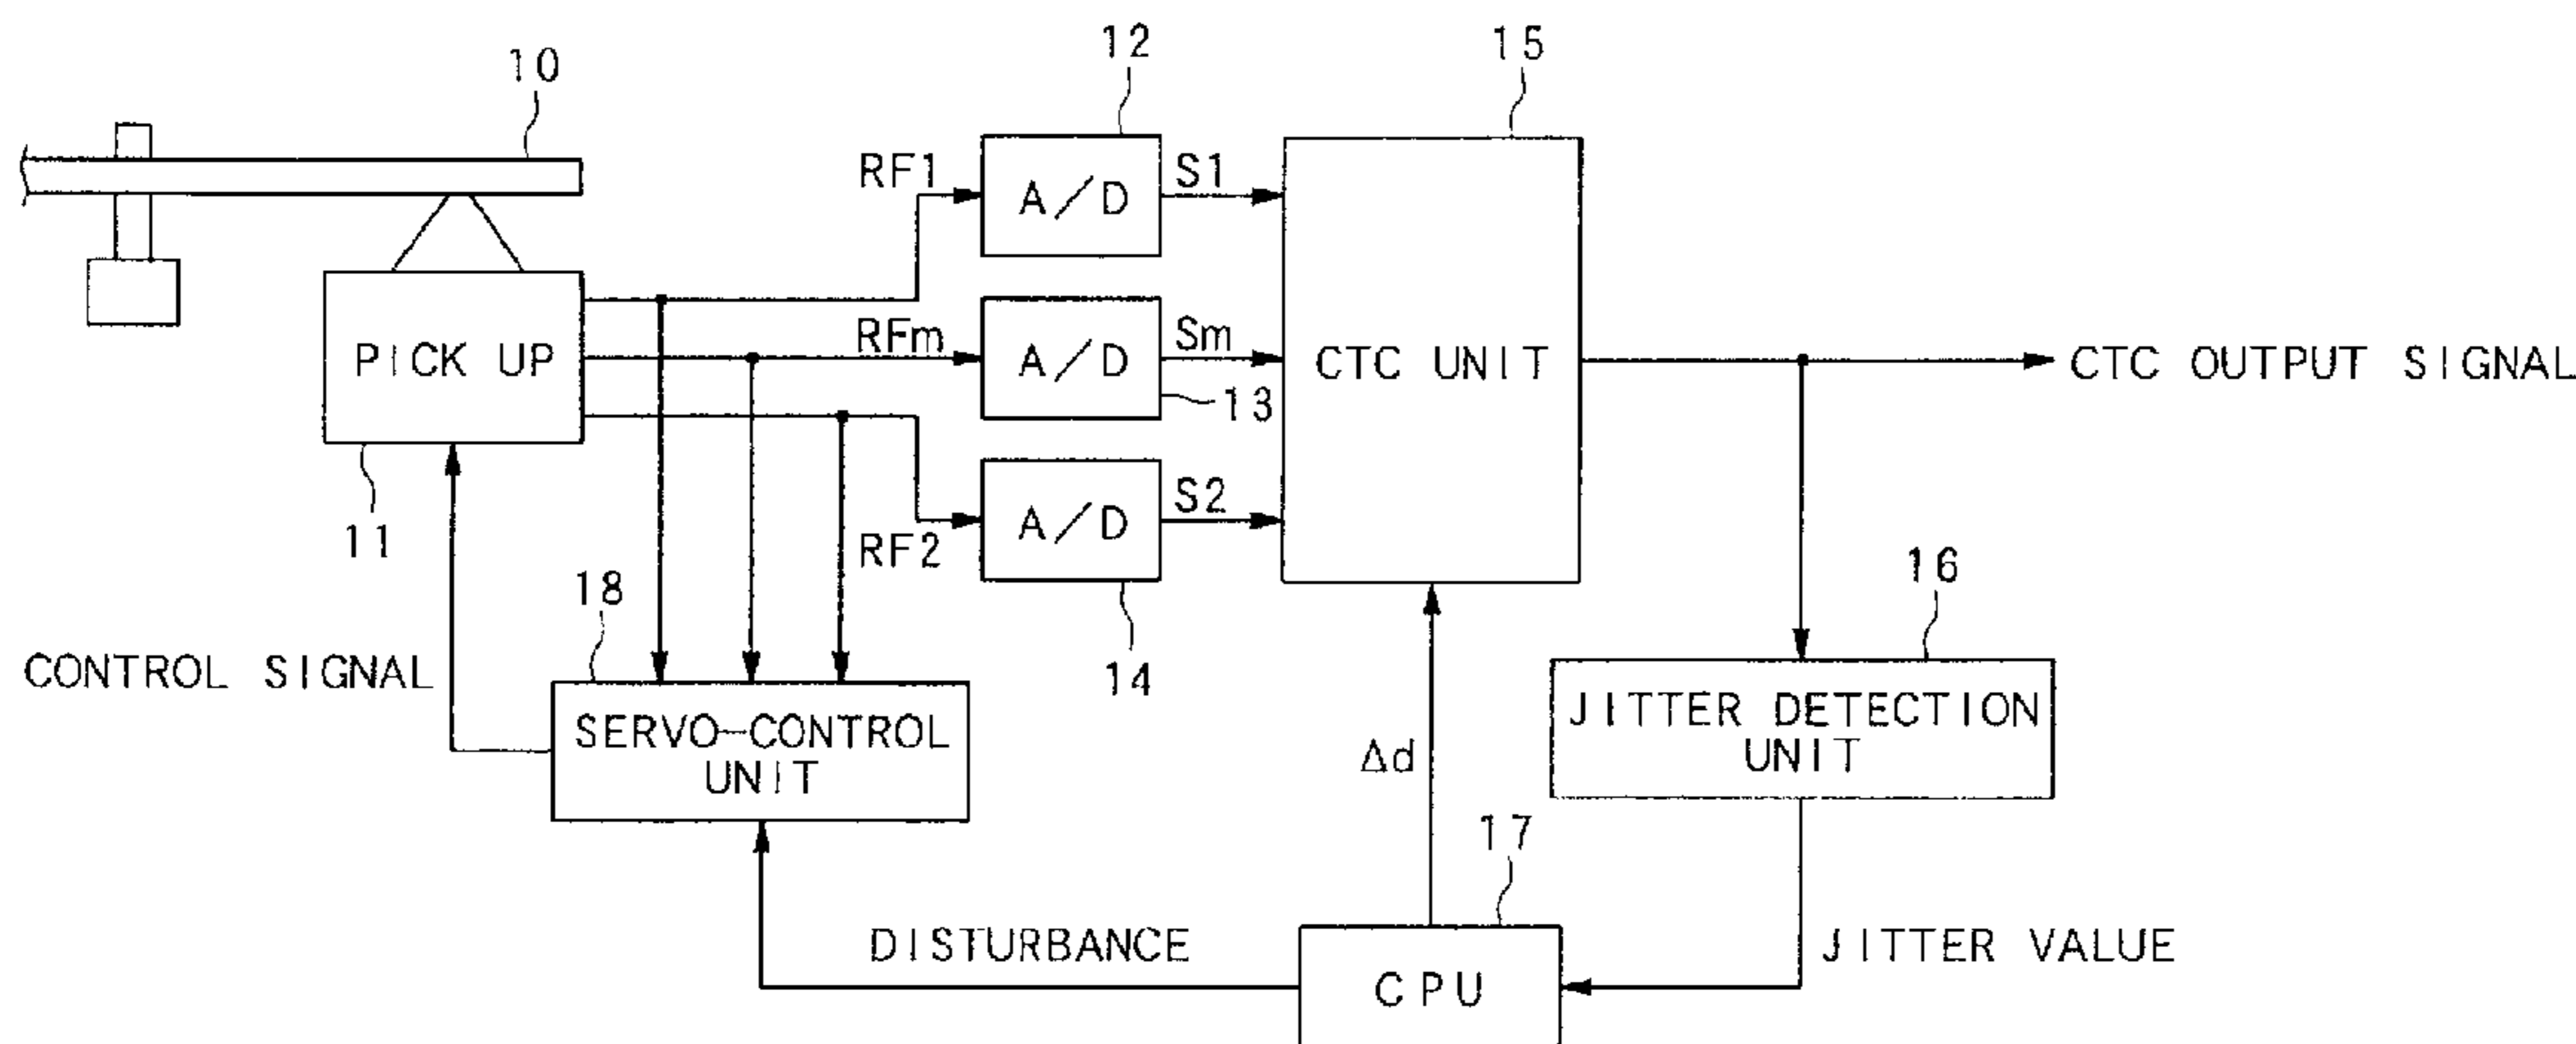 12
15
10
RF1
A/D
S1
RFm
Sm
PICK UP
A/D
CTC UNIT
CTC OUTPUT SIGNAL
13
S2
11
RF2
A/D
18
16
14
CONTROL SIGNAL
SERVO-CONTROL
UNIT
Δd
JITTER DETECTION
UNIT
17
DISTURBANCE
JITTER VALUE
CPU